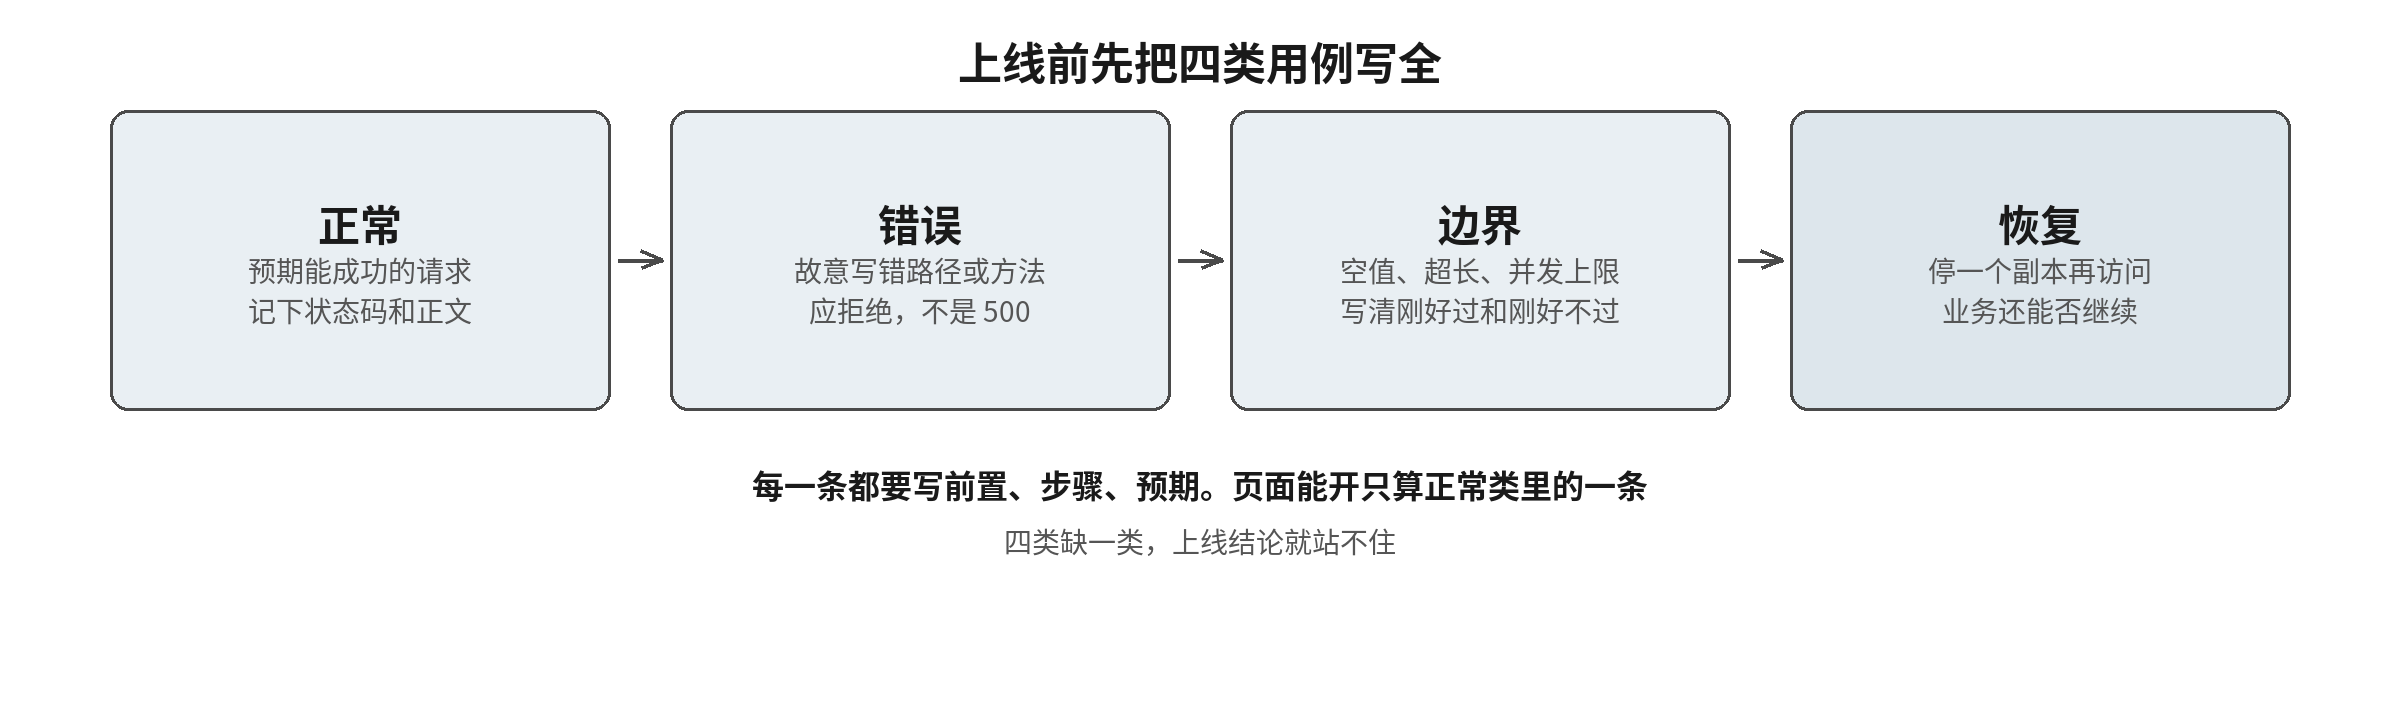 上线前先把四类用例写全
正常
预期能成功的请求
记下状态码和正文
错误
故意写错路径或方法
应拒绝，不是 500
边界
空值、超长、并发上限
写清刚好过和刚好不过
恢复
停一个副本再访问
业务还能否继续
每一条都要写前置、步骤、预期。页面能开只算正常类里的一条
四类缺一类，上线结论就站不住